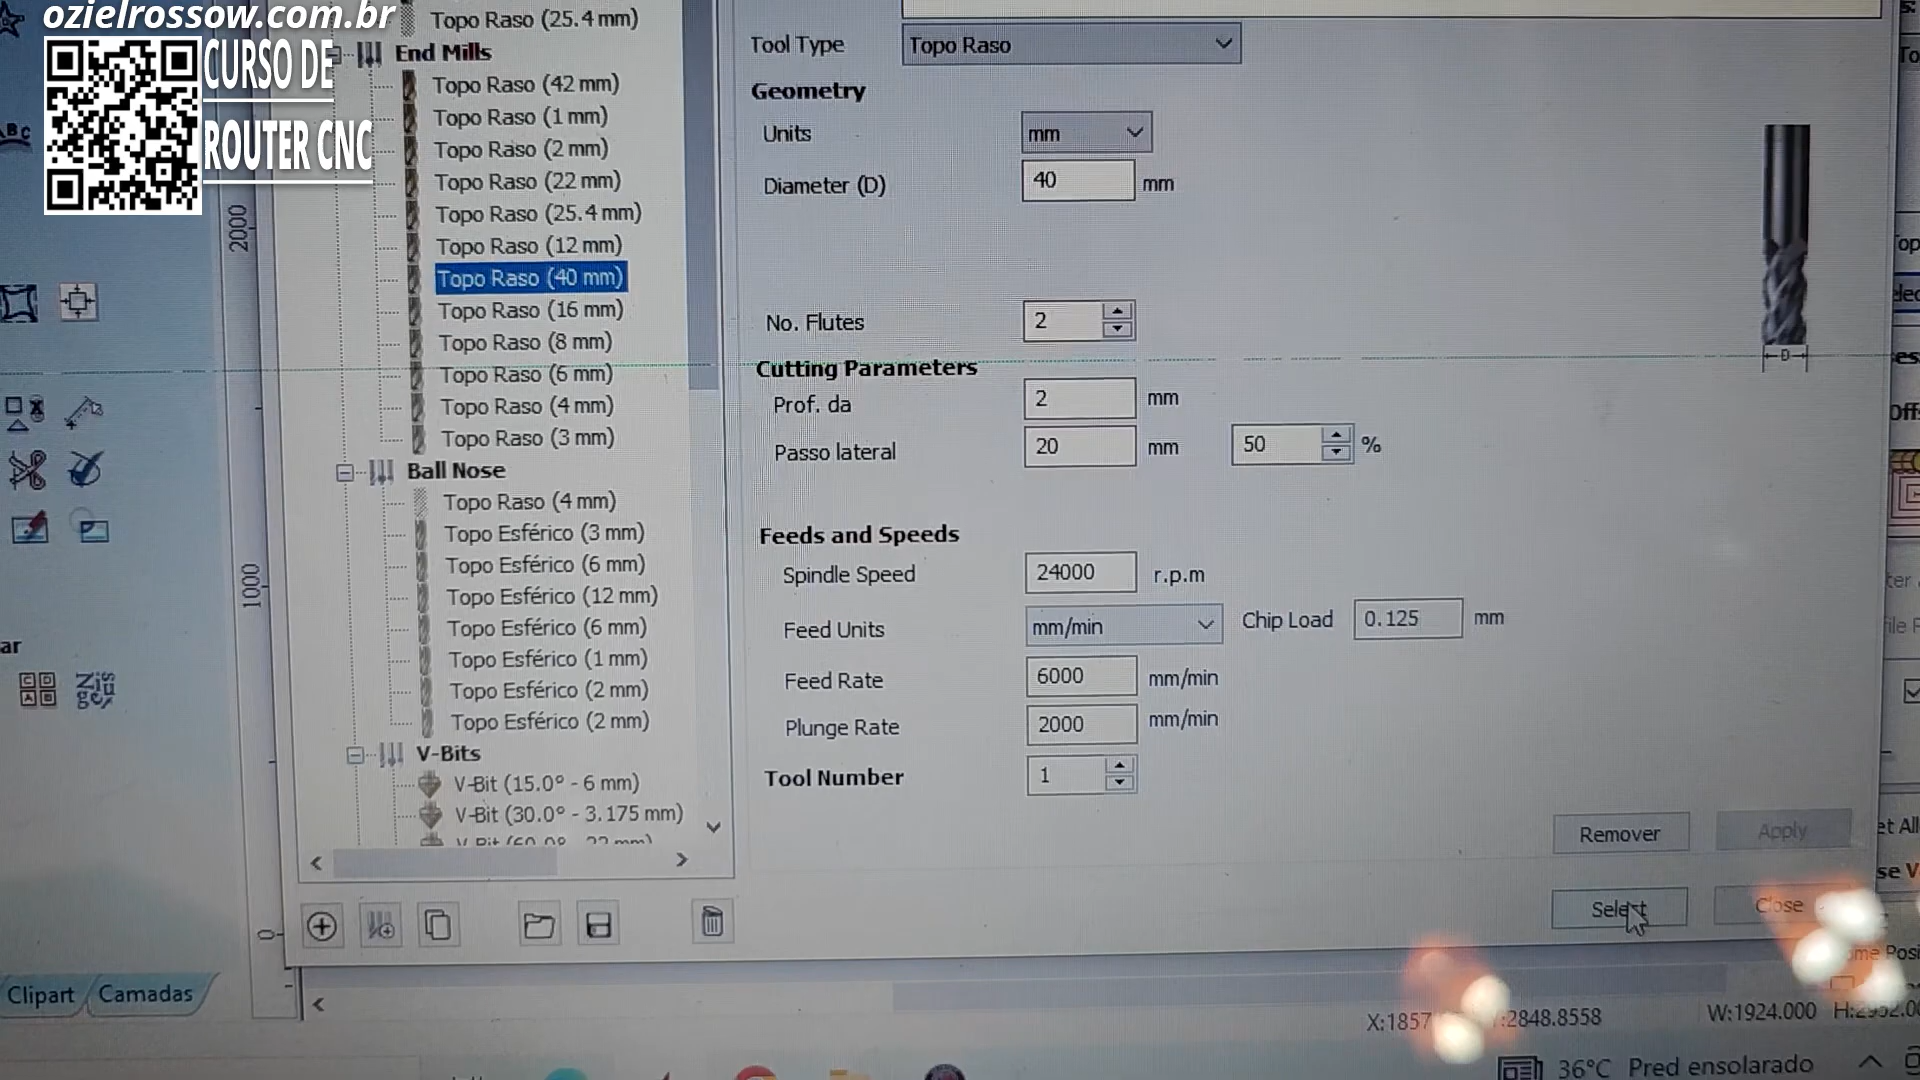 ozielrossow.com.br
CURSO DE
ROUTER CNC
Topo Raso (25.4 mm)
End Mills
Topo Raso (42 mm)
Topo Raso (1 mm)
Topo Raso (2 mm)
Topo Raso (22 mm)
Topo Raso (25.4 mm)
Topo Raso (12 mm)
Topo Raso (40 mm)
Topo Raso (16 mm)
Topo Raso (8 mm)
Topo Raso (6 mm)
Topo Raso (4 mm)
Topo Raso (3 mm)
Ball Nose
Topo Raso (4 mm)
Topo Esférico (3 mm)
Topo Esférico (6 mm)
Topo Esférico (12 mm)
Topo Esférico (6 mm)
Topo Esférico (1 mm)
Topo Esférico (2 mm)
Topo Esférico (2 mm)
V-Bits
V-Bit (15.0° - 6 mm)
V-Bit (30.0° - 3.175 mm)
V-Bit (60.0° - 22 mm)
Tool Type Topo Raso
Geometry
Units mm
Diameter (D) 40 mm
No. Flutes 2
D
Cutting Parameters
Prof. da 2 mm
Passo lateral 20 mm 50 %
Feeds and Speeds
Spindle Speed 24000 r.p.m
Feed Units mm/min Chip Load 0.125 mm
Feed Rate 6000 mm/min
Plunge Rate 2000 mm/min
Tool Number 1
Remover Apply
Select Close
2000
1000
0
ABC
ar
Clipart Camadas
X:1857 :2848.8558 W:1924.000
36°C Pred ensolarado